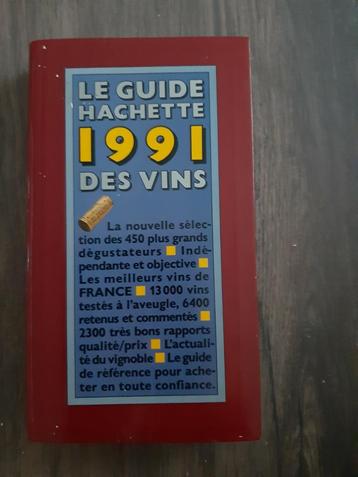 LE GUIDE
HACHETTE
1991
DES VINS
La nouvelle sélec-
tion des 450 plus grands
dégustateurs ■ Indé-
pendante et objective ■
Les meilleurs vins de
FRANCE ■ 13000 vins
testés à l'aveugle, 6400
retenus et commentés ■
2300 très bons rapports
qualité/prix ■ L'actuali-
té du vignoble ■ Le guide
de référence pour ache-
ter en toute confiance.